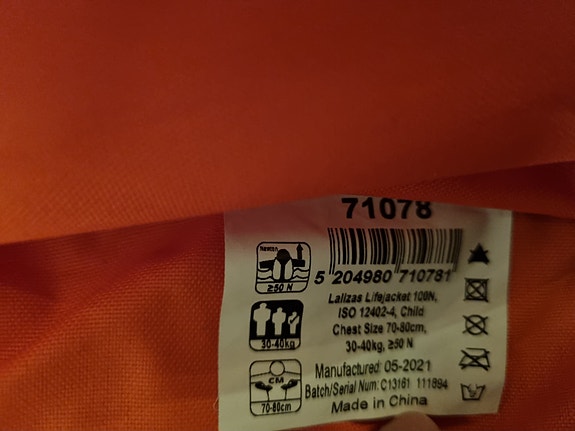 71078
Newton
≥50 N
5 204980 710781
Lalizas Lifejacket 100N,
ISO 12402-4, Child
Chest Size 70-80cm,
30-40kg, ≥50 N
30-40kg
Manufactured: 05-2021
Batch/Serial Num: C13161 111894
Made in China
CM
70-80cm